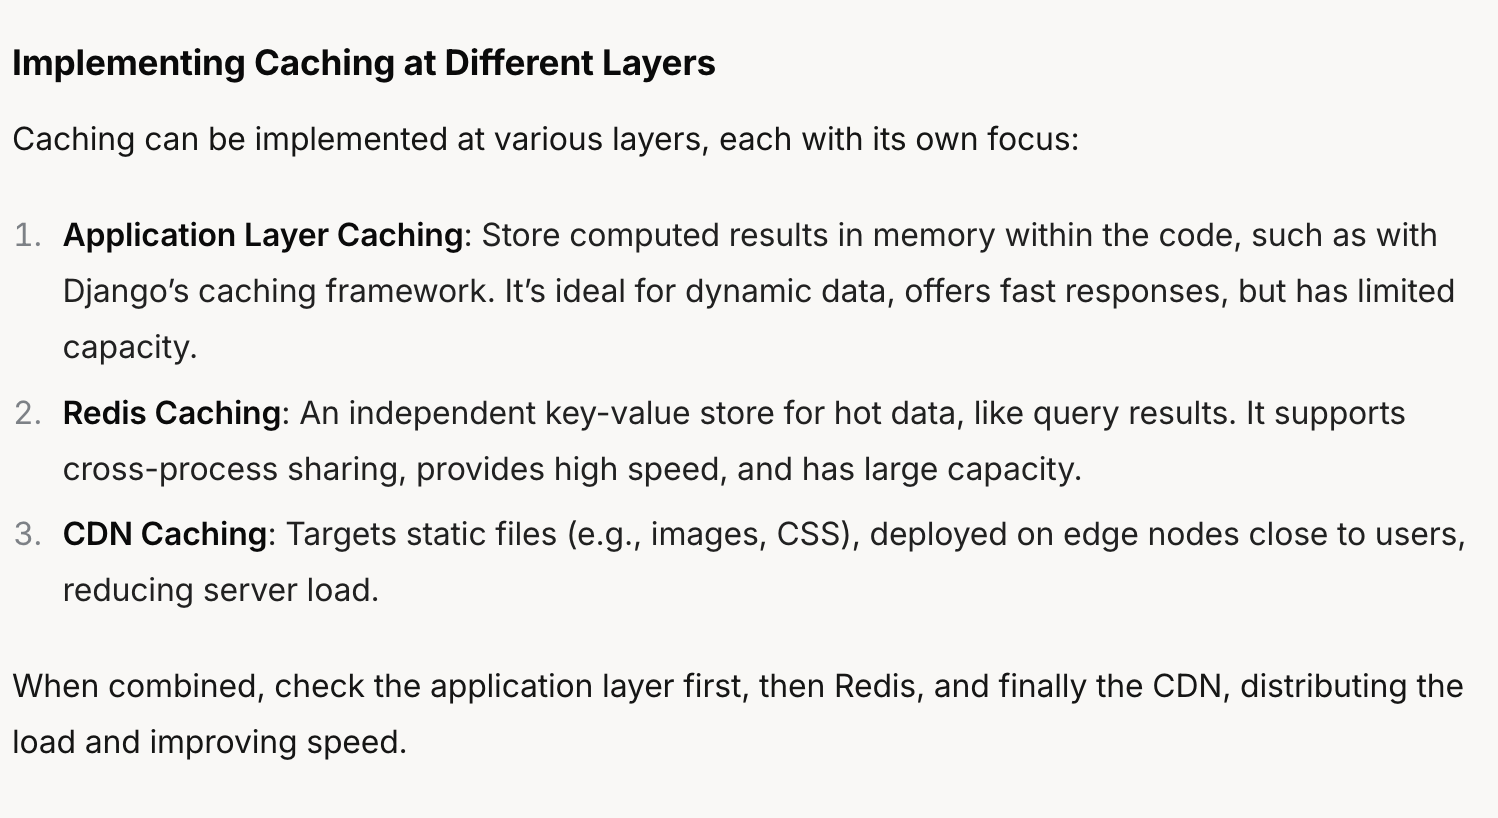 Implementing Caching at Different Layers
Caching can be implemented at various layers, each with its own focus:
1. Application Layer Caching: Store computed results in memory within the code, such as with
Django’s caching framework. It’s ideal for dynamic data, offers fast responses, but has limited
capacity.
2. Redis Caching: An independent key-value store for hot data, like query results. It supports
cross-process sharing, provides high speed, and has large capacity.
3. CDN Caching: Targets static files (e.g., images, CSS), deployed on edge nodes close to users,
reducing server load.
When combined, check the application layer first, then Redis, and finally the CDN, distributing the
load and improving speed.